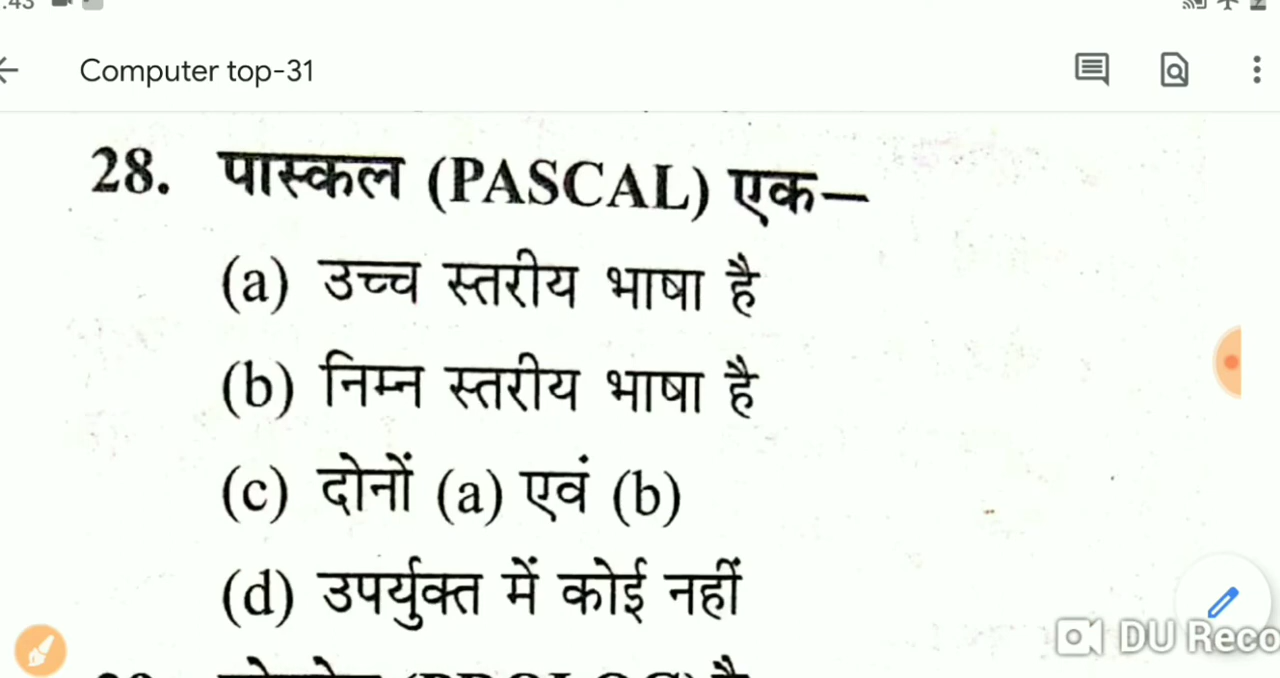 Computer top-31
28. पास्कल (PASCAL) एक—
(a) उच्च स्तरीय भाषा है
(b) निम्न स्तरीय भाषा है
(c) दोनों (a) एवं (b)
(d) उपर्युक्त में कोई नहीं
DU Reco